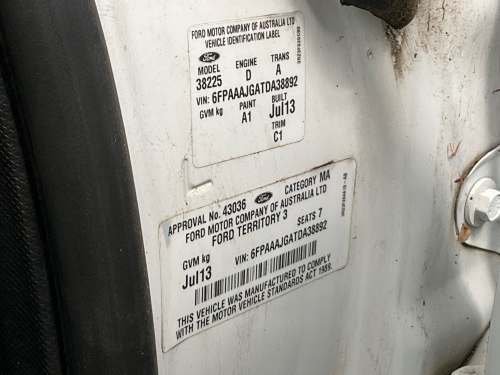 FORD MOTOR COMPANY OF AUSTRALIA LTD
VEHICLE IDENTIFICATION LABEL
Ford
MODEL ENGINE TRANS
38225 D A
VIN: 6FPAAAJGATDA38892
GVM kg PAINT BUILT
A1 Jul13
TRIM
C1
APPROVAL No. 43036 Ford CATEGORY MA
FORD MOTOR COMPANY OF AUSTRALIA LTD
FORD TERRITORY 3 SEATS 7
GVM kg VIN: 6FPAAAJGATDA38892
Jul13
THIS VEHICLE WAS MANUFACTURED TO COMPLY
WITH THE MOTOR VEHICLE STANDARDS ACT 1989.